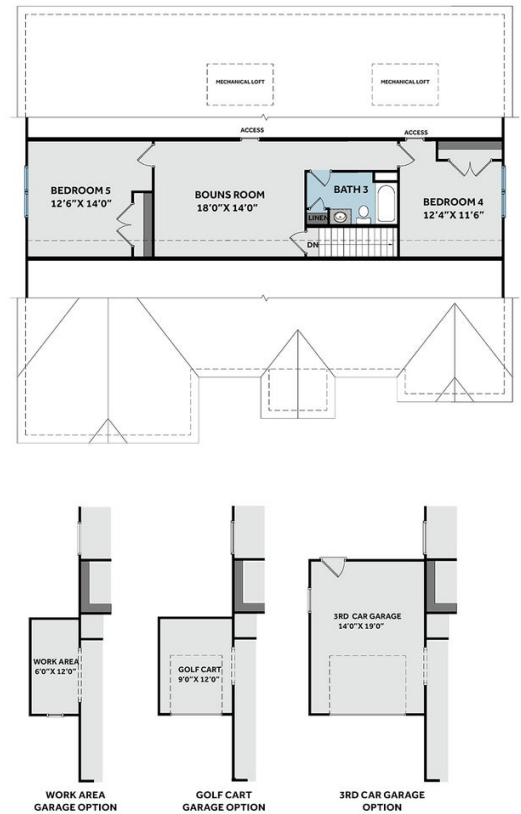 MECHANICAL LOFT
MECHANICAL LOFT
ACCESS
ACCESS
BEDROOM 5
12'6"X 14'0"
BOUNS ROOM
18'0"X 14'0"
BATH 3
LINEN
BEDROOM 4
12'4"X 11'6"
DN
WORK AREA
6'0"X 12'0"
GOLF CART
9'0"X 12'0"
3RD CAR GARAGE
14'0"X 19'0"
WORK AREA
GARAGE OPTION
GOLF CART
GARAGE OPTION
3RD CAR GARAGE
OPTION